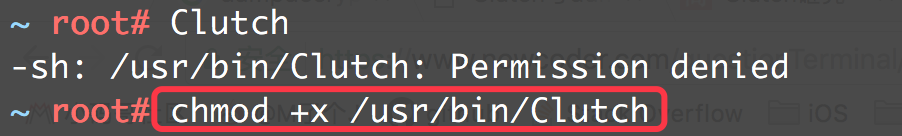 ~ root# Clutch
-sh: /usr/bin/Clutch: Permission denied
~ root# chmod +x /usr/bin/Clutch